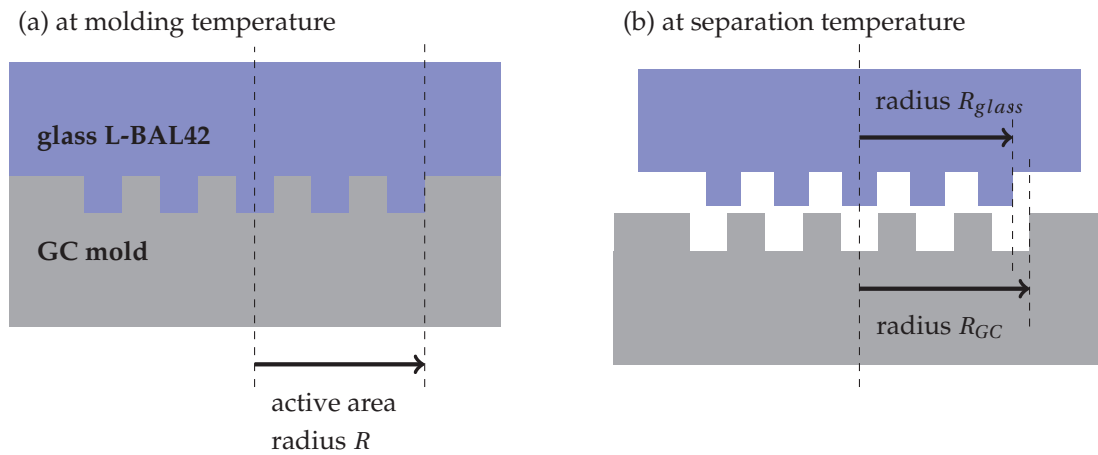 (a) at molding temperature
glass L-BAL42
GC mold
active area
radius R
(b) at separation temperature
radius R_glass
radius R_GC